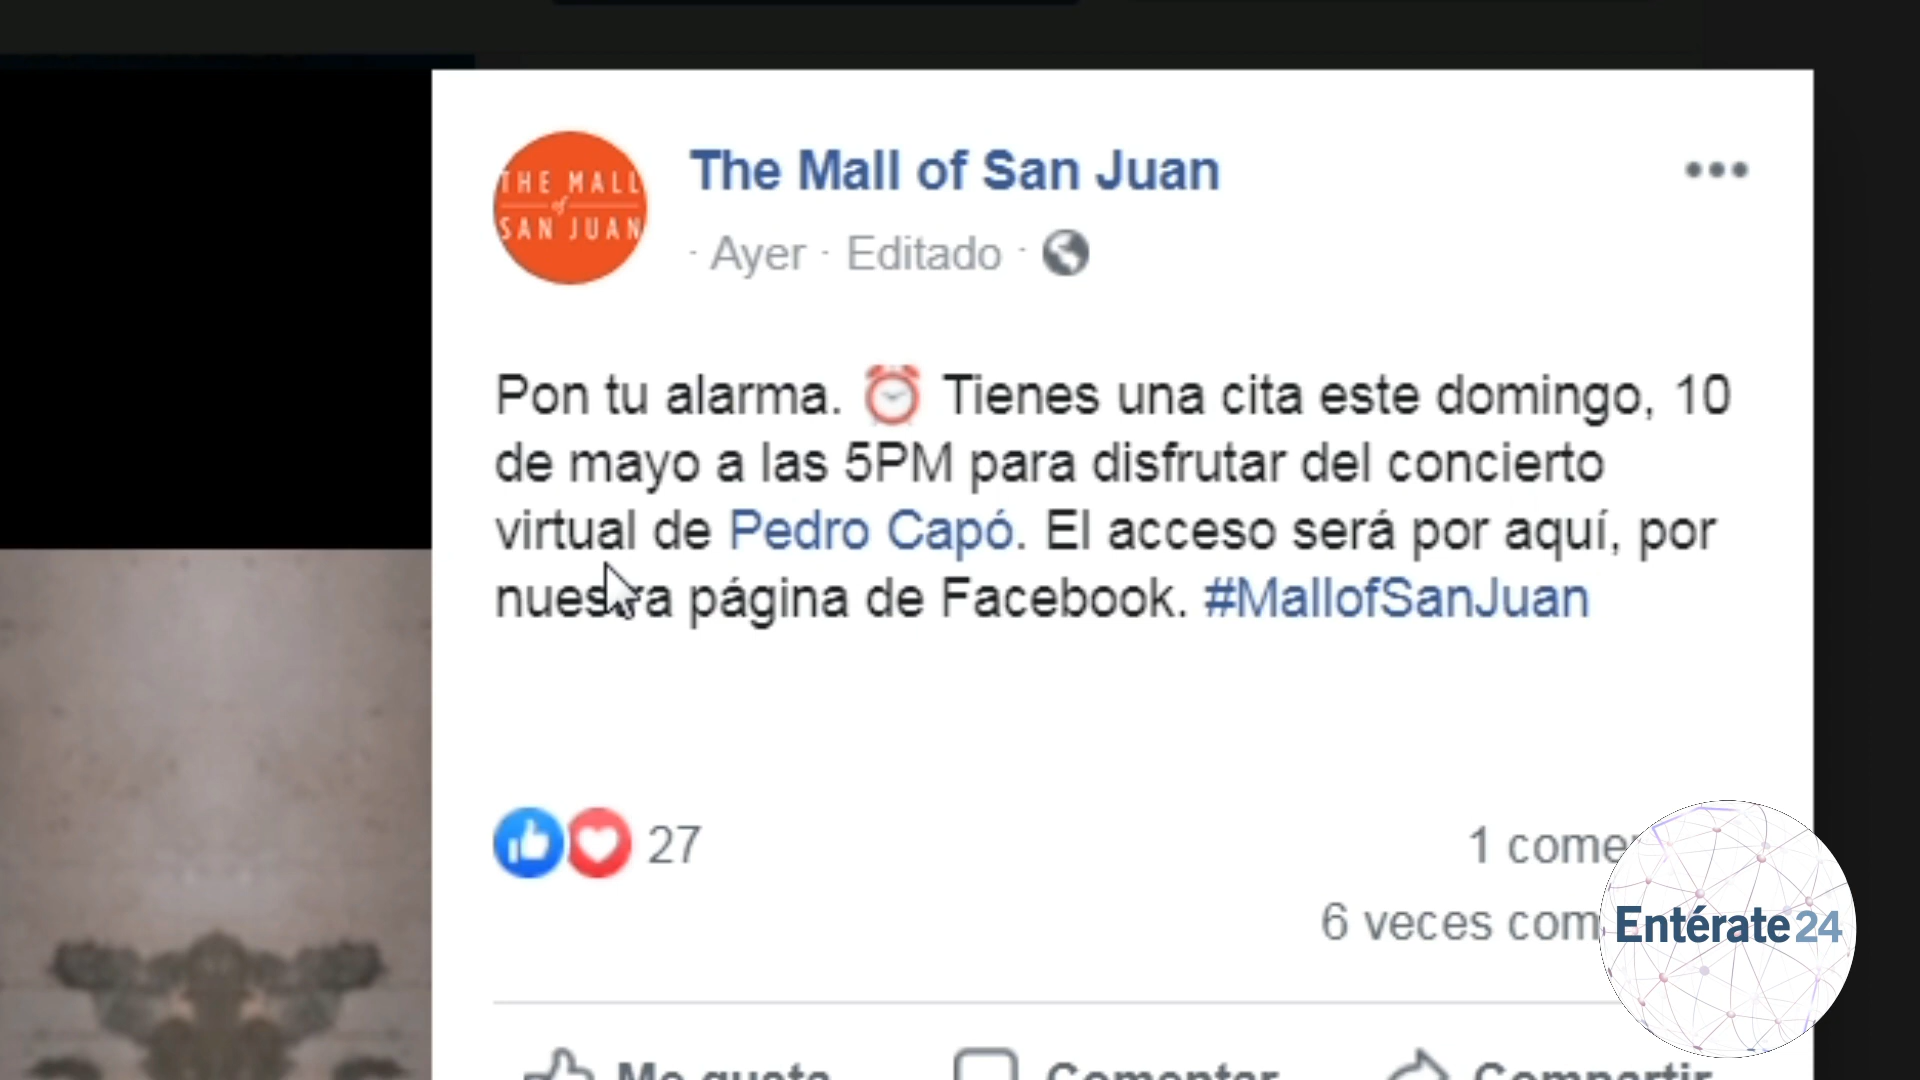 THE MALL
of
SAN JUAN
The Mall of San Juan
· Ayer · Editado ·
Pon tu alarma. ⏰ Tienes una cita este domingo, 10
de mayo a las 5PM para disfrutar del concierto
virtual de Pedro Capó. El acceso será por aquí, por
nuestra página de Facebook. #MallofSanJuan
27
1 come
6 veces com
Entérate24
Me gusta
Comentar
Compartir